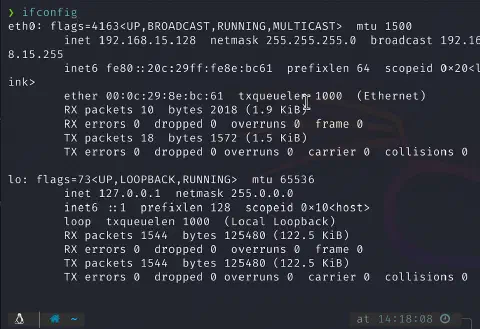 ❯ ifconfig
eth0: flags=4163<UP,BROADCAST,RUNNING,MULTICAST>  mtu 1500
        inet 192.168.15.128  netmask 255.255.255.0  broadcast 192.16
8.15.255
        inet6 fe80::20c:29ff:fe8e:bc61  prefixlen 64  scopeid 0×20<l
ink>
        ether 00:0c:29:8e:bc:61  txqueuelen 1000  (Ethernet)
        RX packets 10  bytes 2018 (1.9 KiB)
        RX errors 0  dropped 0  overruns 0  frame 0
        TX packets 18  bytes 1572 (1.5 KiB)
        TX errors 0  dropped 0 overruns 0  carrier 0  collisions 0

lo: flags=73<UP,LOOPBACK,RUNNING>  mtu 65536
        inet 127.0.0.1  netmask 255.0.0.0
        inet6 ::1  prefixlen 128  scopeid 0×10<host>
        loop  txqueuelen 1000  (Local Loopback)
        RX packets 1544  bytes 125480 (122.5 KiB)
        RX errors 0  dropped 0  overruns 0  frame 0
        TX packets 1544  bytes 125480 (122.5 KiB)
        TX errors 0  dropped 0 overruns 0  carrier 0  collisions 0

~ at 14:18:08